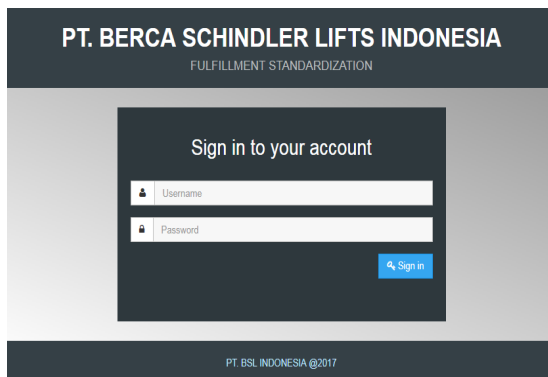 PT. BERCA SCHINDLER LIFTS INDONESIA
FULFILLMENT STANDARDIZATION
Sign in to your account
Username
Password
Sign in
PT. BSL INDONESIA @2017